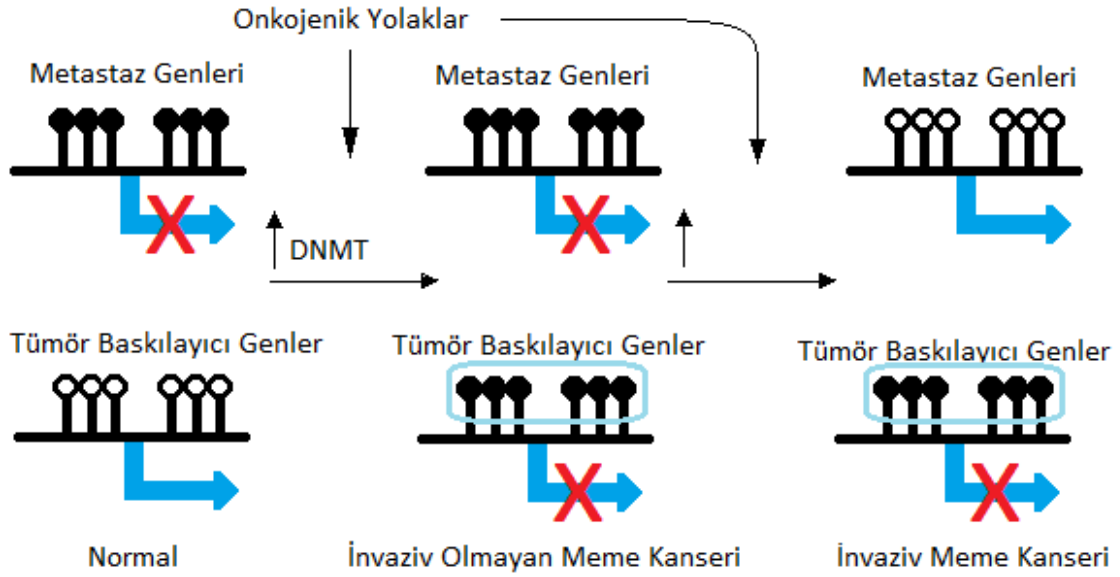 Onkojenik Yolaklar
Metastaz Genleri
Metastaz Genleri
Metastaz Genleri
X
X
DNMT
Tümör Baskılayıcı Genler
Tümör Baskılayıcı Genler
Tümör Baskılayıcı Genler
X
X
Normal
İnvaziv Olmayan Meme Kanseri
İnvaziv Meme Kanseri